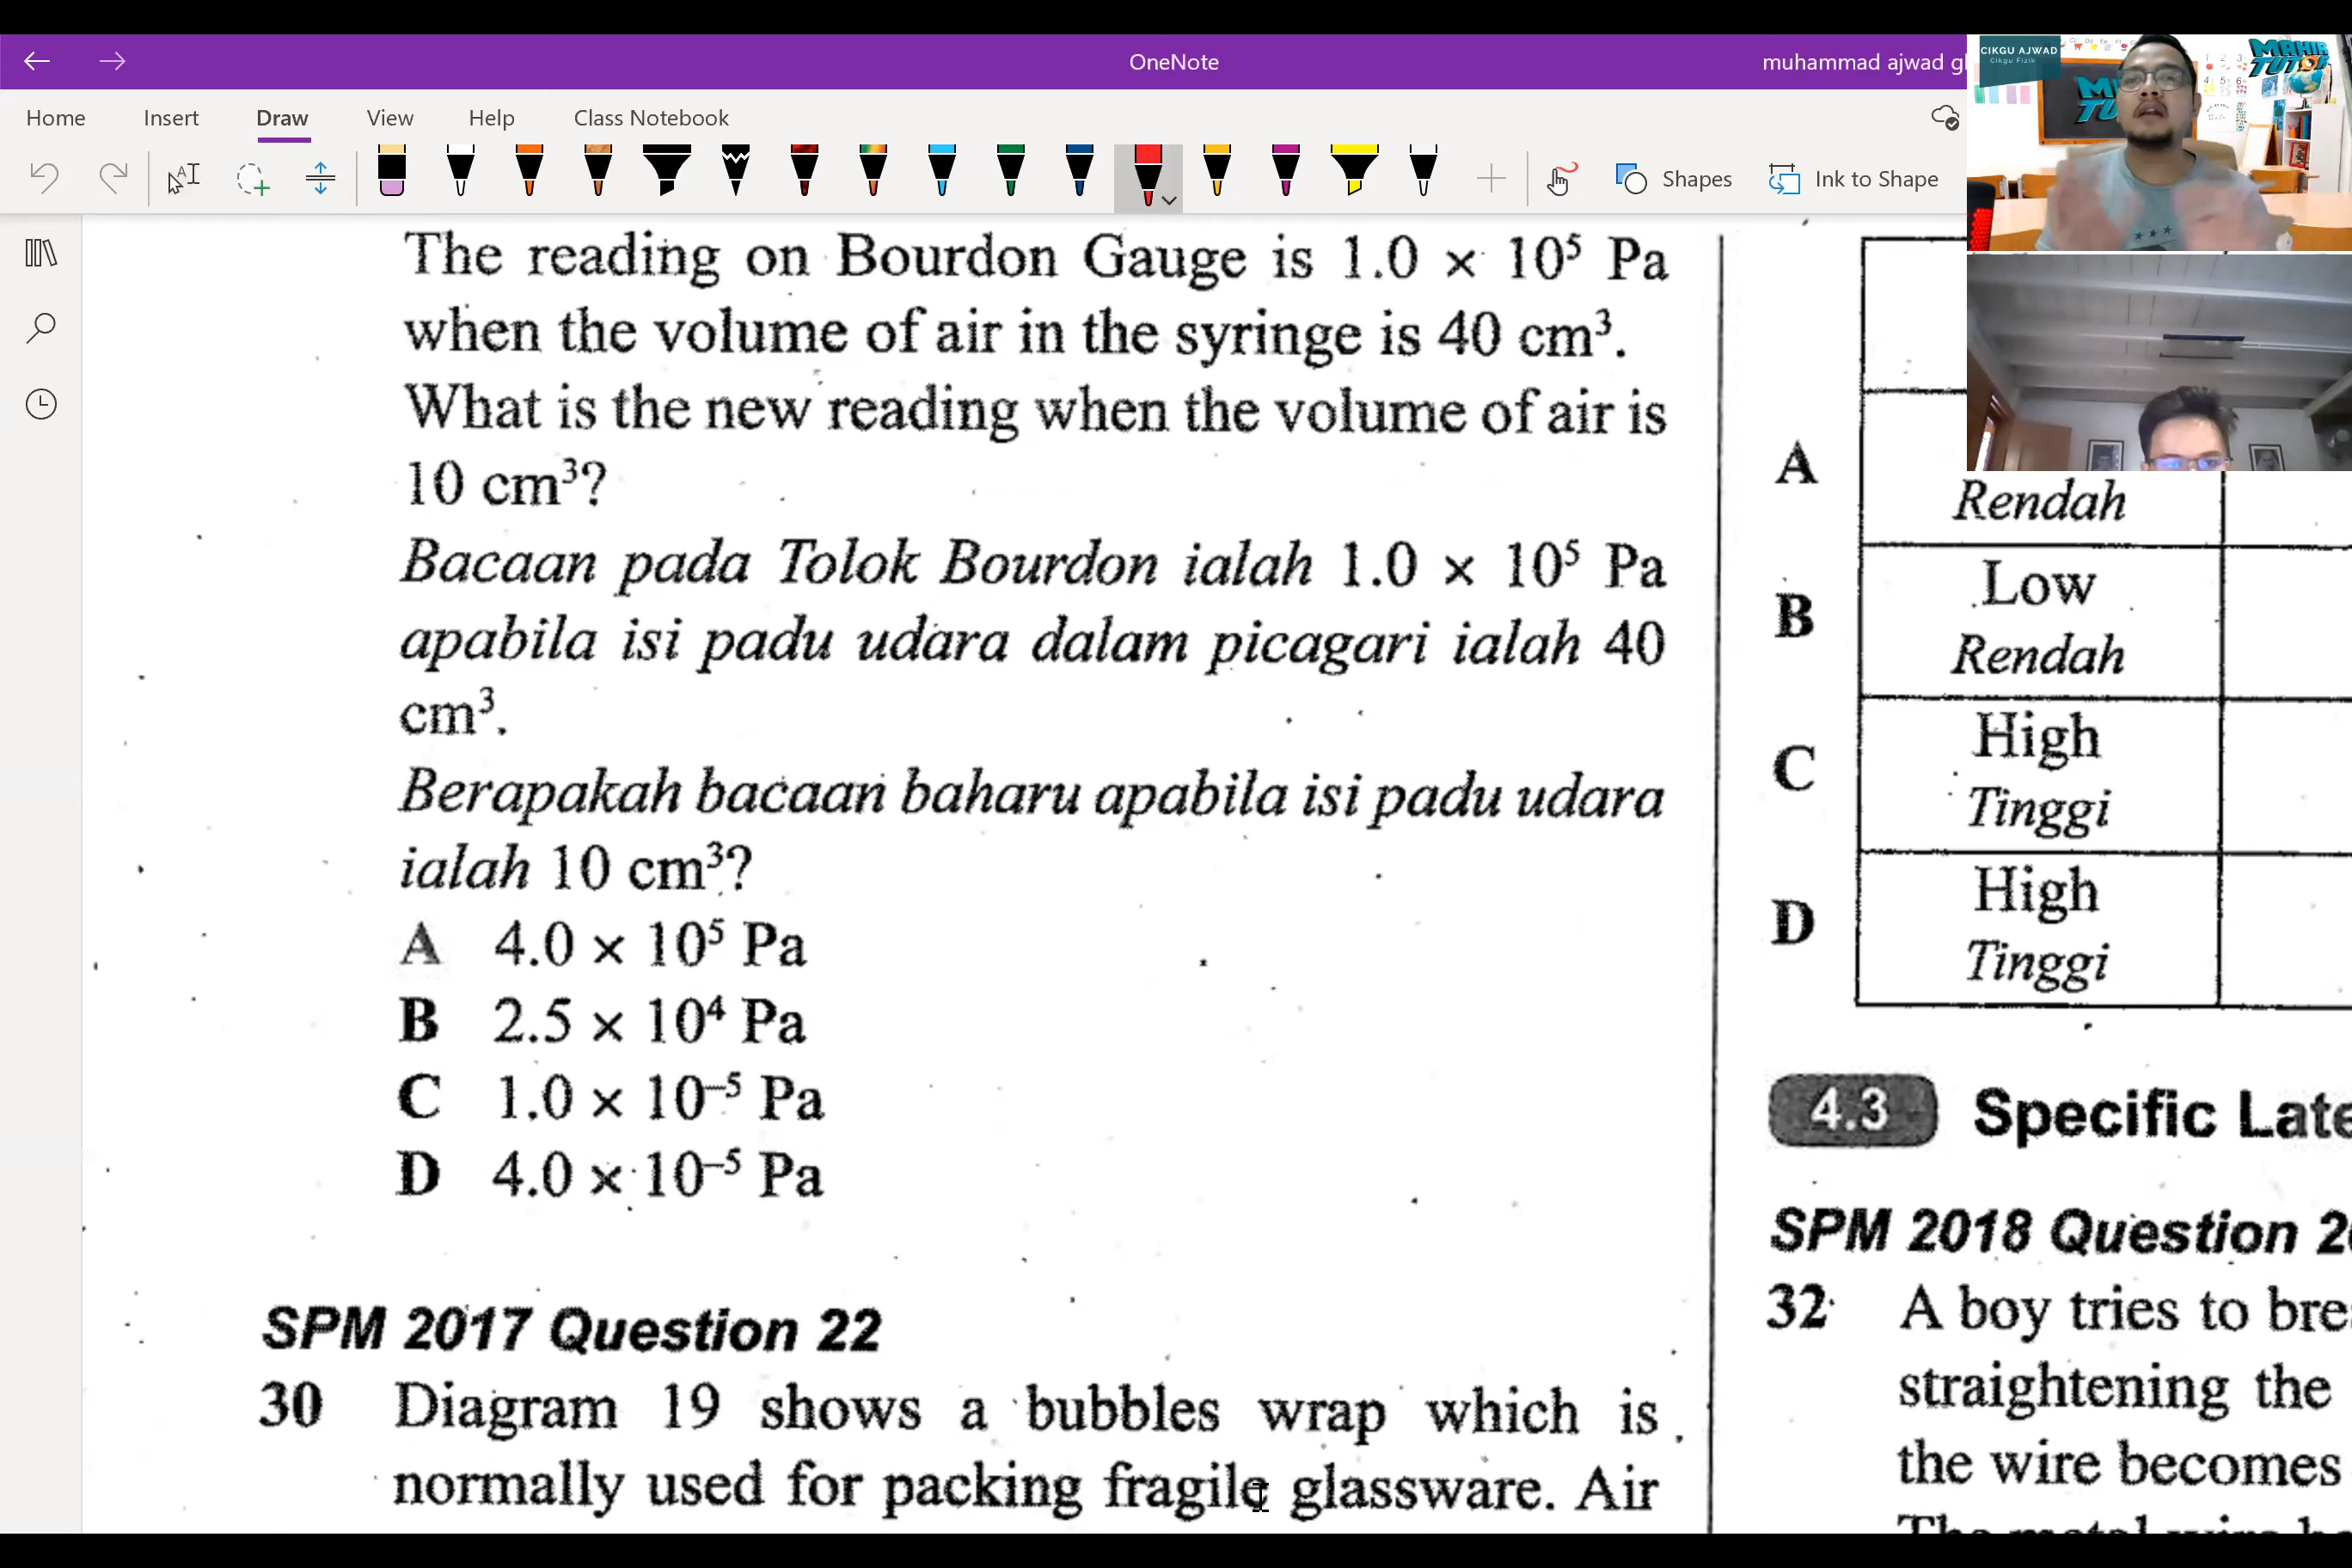 OneNote
muhammad ajwad
CIKGU AJWAD
Cikgu Fizik
MAHIR
TUTOR
Home Insert Draw View Help Class Notebook
Shapes Ink to Shape
The reading on Bourdon Gauge is 1.0 × 10⁵ Pa
when the volume of air in the syringe is 40 cm³.
What is the new reading when the volume of air is
10 cm³?
Bacaan pada Tolok Bourdon ialah 1.0 × 10⁵ Pa
apabila isi padu udara dalam picagari ialah 40
cm³.
Berapakah bacaan baharu apabila isi padu udara
ialah 10 cm³?
A 4.0 × 10⁵ Pa
B 2.5 × 10⁴ Pa
C 1.0 × 10⁻⁵ Pa
D 4.0 × 10⁻⁵ Pa
SPM 2017 Question 22
30 Diagram 19 shows a bubbles wrap which is
normally used for packing fragile glassware. Air
A
Rendah
B Low
Rendah
C High
Tinggi
D High
Tinggi
4.3 Specific Late
SPM 2018 Question 2
32 A boy tries to bre
straightening the
the wire becomes